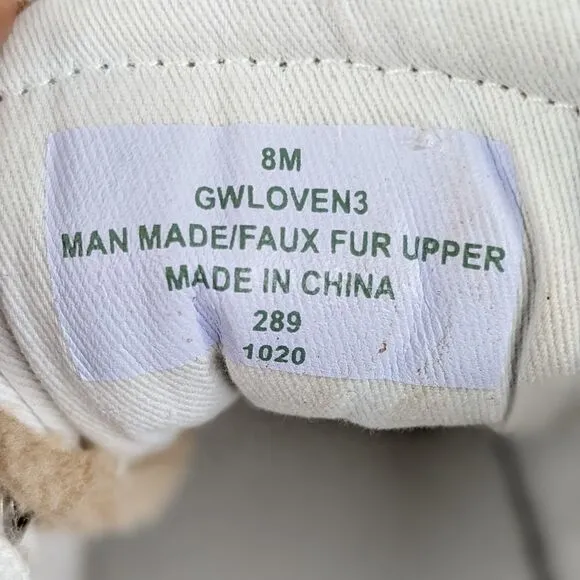 8M
GWLOVEN3
MAN MADE/FAUX FUR UPPER
MADE IN CHINA
289
1020